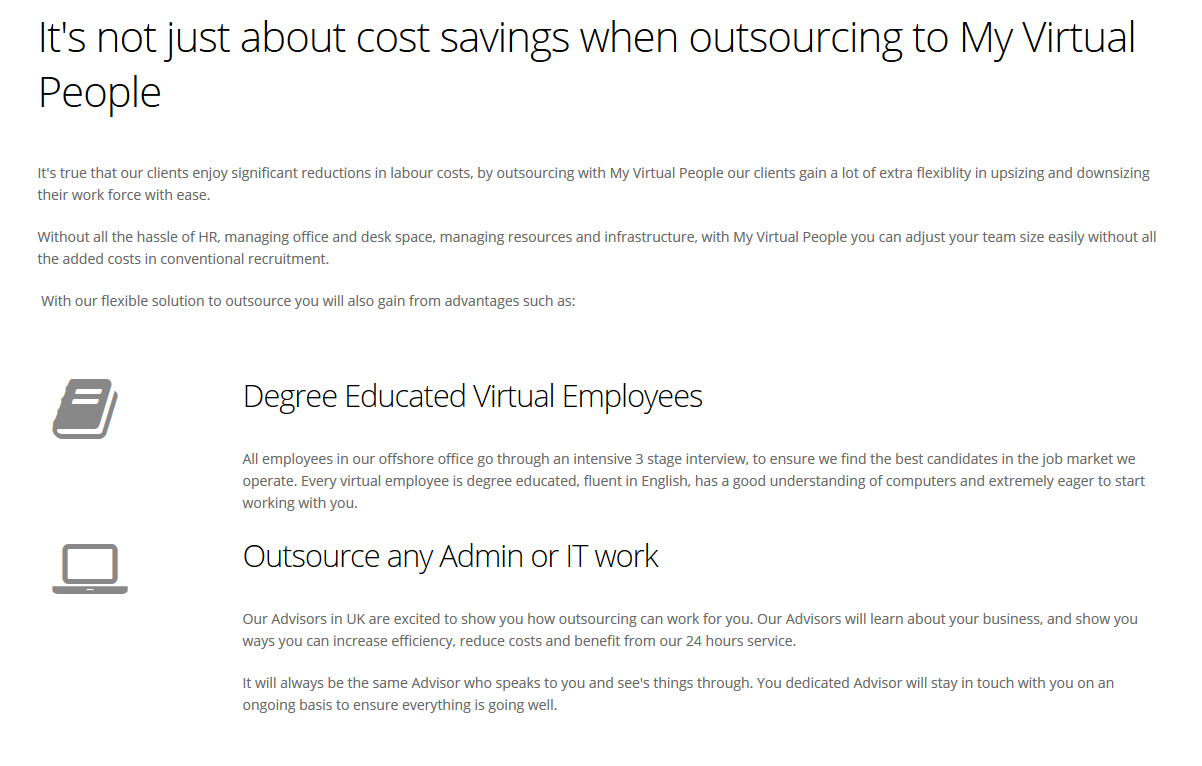 It's not just about cost savings when outsourcing to My Virtual
People
It's true that our clients enjoy significant reductions in labour costs, by outsourcing with My Virtual People our clients gain a lot of extra flexiblity in upsizing and downsizing
their work force with ease.
Without all the hassle of HR, managing office and desk space, managing resources and infrastructure, with My Virtual People you can adjust your team size easily without all
the added costs in conventional recruitment.
With our flexible solution to outsource you will also gain from advantages such as:
Degree Educated Virtual Employees
All employees in our offshore office go through an intensive 3 stage interview, to ensure we find the best candidates in the job market we
operate. Every virtual employee is degree educated, fluent in English, has a good understanding of computers and extremely eager to start
working with you.
Outsource any Admin or IT work
Our Advisors in UK are excited to show you how outsourcing can work for you. Our Advisors will learn about your business, and show you
ways you can increase efficiency, reduce costs and benefit from our 24 hours service.
It will always be the same Advisor who speaks to you and see's things through. You dedicated Advisor will stay in touch with you on an
ongoing basis to ensure everything is going well.